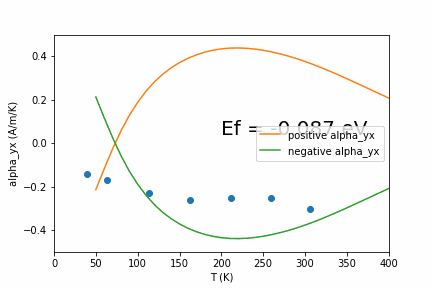 0.4
0.2
0.0
−0.2
−0.4
alpha_yx (A/m/K)
Ef = -0.087 eV
positive alpha_yx
negative alpha_yx
0 50 100 150 200 250 300 350 400
T (K)